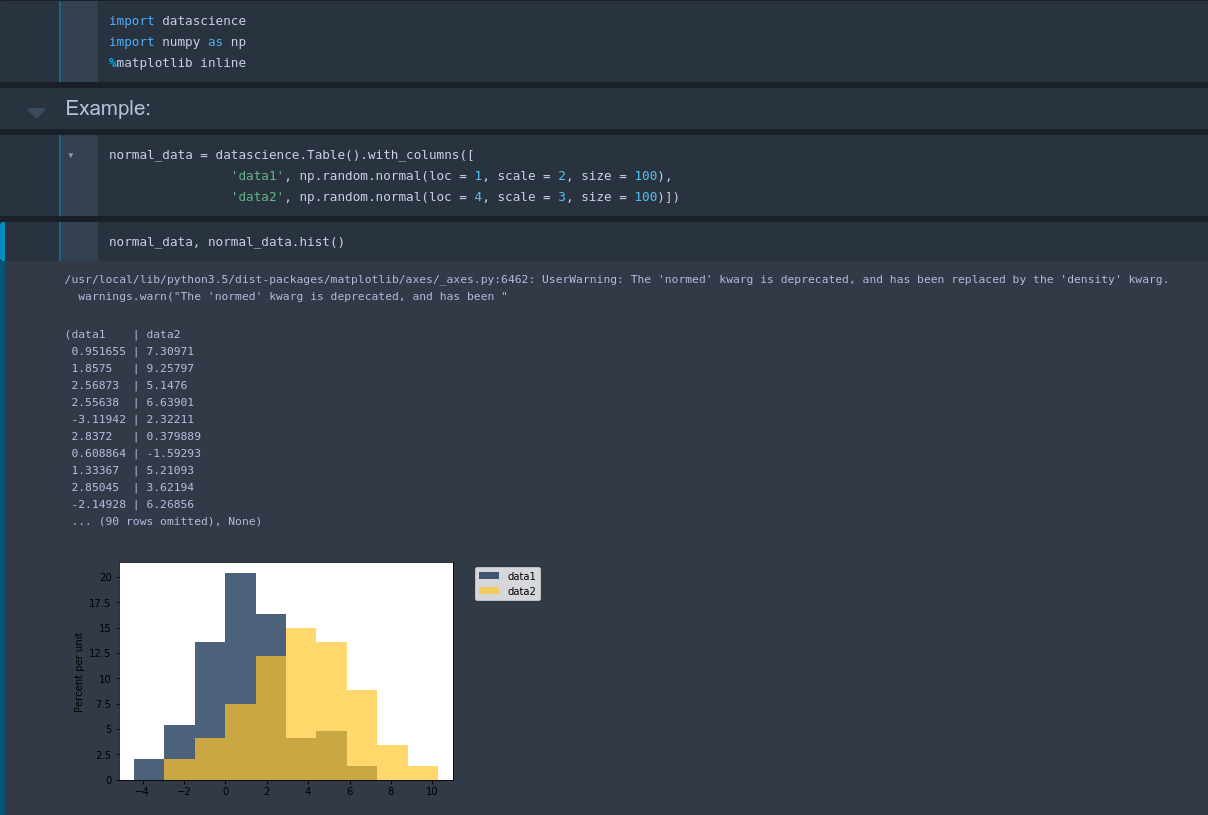 import datascience
import numpy as np
%matplotlib inline
Example:
normal_data = datascience.Table().with_columns([
'data1', np.random.normal(loc = 1, scale = 2, size = 100),
'data2', np.random.normal(loc = 4, scale = 3, size = 100)])
normal_data, normal_data.hist()
/usr/local/lib/python3.5/dist-packages/matplotlib/axes/_axes.py:6462: UserWarning: The 'normed' kwarg is deprecated, and has been replaced by the 'density' kwarg.
warnings.warn("The 'normed' kwarg is deprecated, and has been "
(data1    | data2
0.951655 | 7.30971
1.8575   | 9.25797
2.56873  | 5.1476
2.55638  | 6.63901
-3.11942 | 2.32211
2.8372   | 0.379889
0.608864 | -1.59293
1.33367  | 5.21093
2.85045  | 3.62194
-2.14928 | 6.26856
... (90 rows omitted), None)
data1
data2
Percent per unit
20
17.5
15
12.5
10
7.5
5
2.5
0
−4 −2 0 2 4 6 8 10